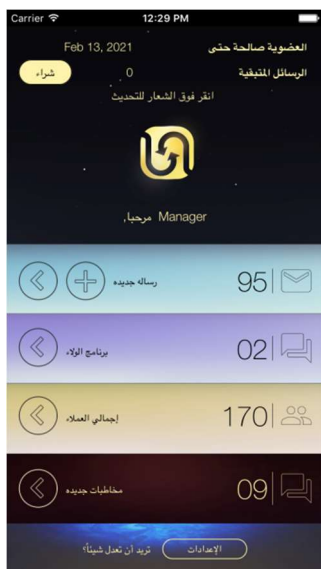 Carrier 12:29 PM
العضوية صالحة حتى Feb 13, 2021
الرسائل المتبقية 0 شراء
انقر فوق الشعار للتحديث
Manager مرحبا,
95 رساله جديده
02 برنامج الولاء
170 إجمالي العملاء
09 مخاطبات جديده
تريد أن تعدل شيئاً؟ الإعدادات